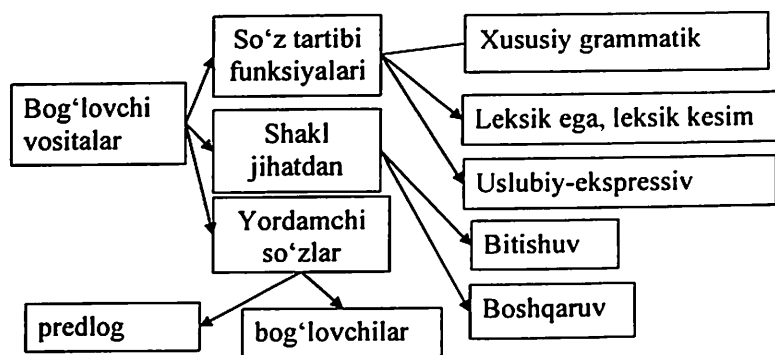 So‘z tartibi
funksiyalari
Xususiy grammatik
Bog‘lovchi
vositalar
Leksik ega, leksik kesim
Shakl
jihatdan
Uslubiy-ekspressiv
Yordamchi
so‘zlar
Bitishuv
Boshqaruv
predlog
bog‘lovchilar